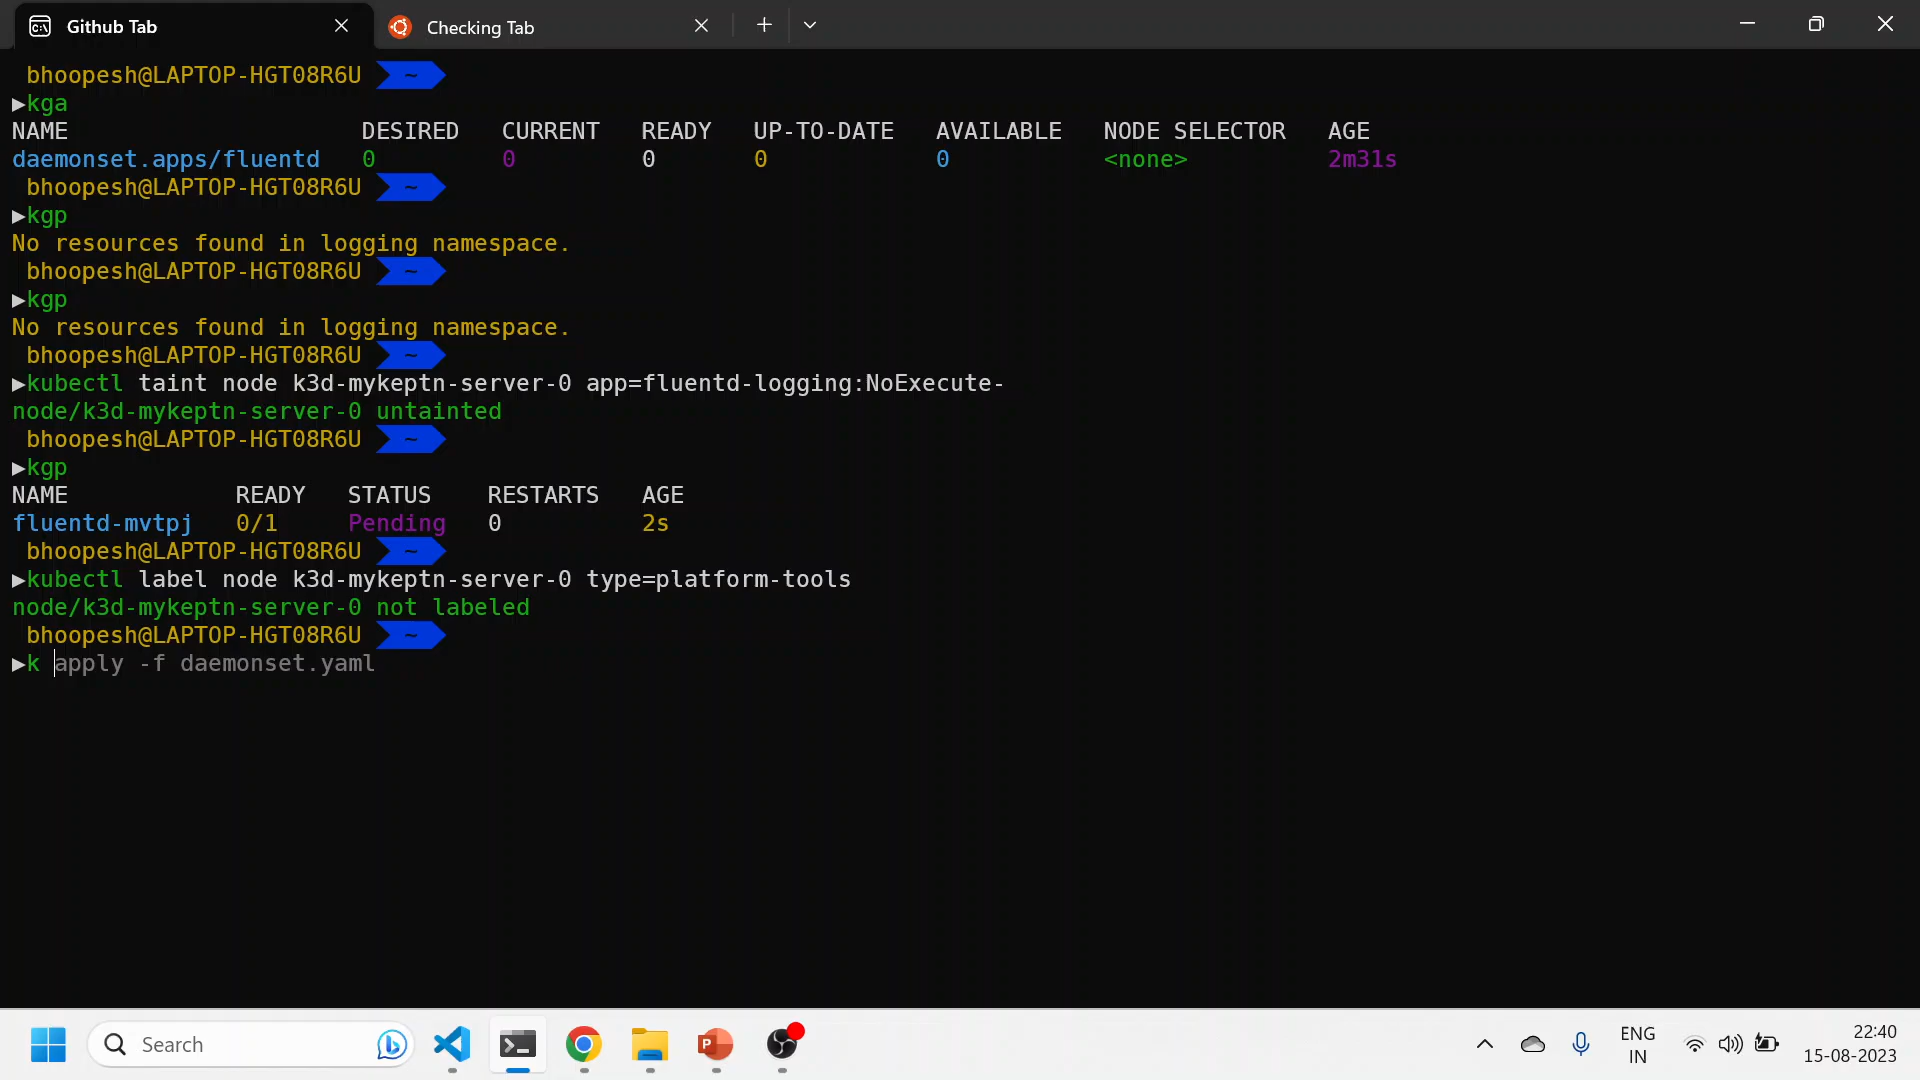 Github Tab
Checking Tab
bhoopesh@LAPTOP-HGT08R6U ~
▶kga
NAME DESIRED CURRENT READY UP-TO-DATE AVAILABLE NODE SELECTOR AGE
daemonset.apps/fluentd 0 0 0 0 0 <none> 2m31s
bhoopesh@LAPTOP-HGT08R6U ~
▶kgp
No resources found in logging namespace.
bhoopesh@LAPTOP-HGT08R6U ~
▶kgp
No resources found in logging namespace.
bhoopesh@LAPTOP-HGT08R6U ~
▶kubectl taint node k3d-mykeptn-server-0 app=fluentd-logging:NoExecute-
node/k3d-mykeptn-server-0 untainted
bhoopesh@LAPTOP-HGT08R6U ~
▶kgp
NAME READY STATUS RESTARTS AGE
fluentd-mvtpj 0/1 Pending 0 2s
bhoopesh@LAPTOP-HGT08R6U ~
▶kubectl label node k3d-mykeptn-server-0 type=platform-tools
node/k3d-mykeptn-server-0 not labeled
bhoopesh@LAPTOP-HGT08R6U ~
▶k apply -f daemonset.yaml
Search
ENG
IN
22:40
15-08-2023